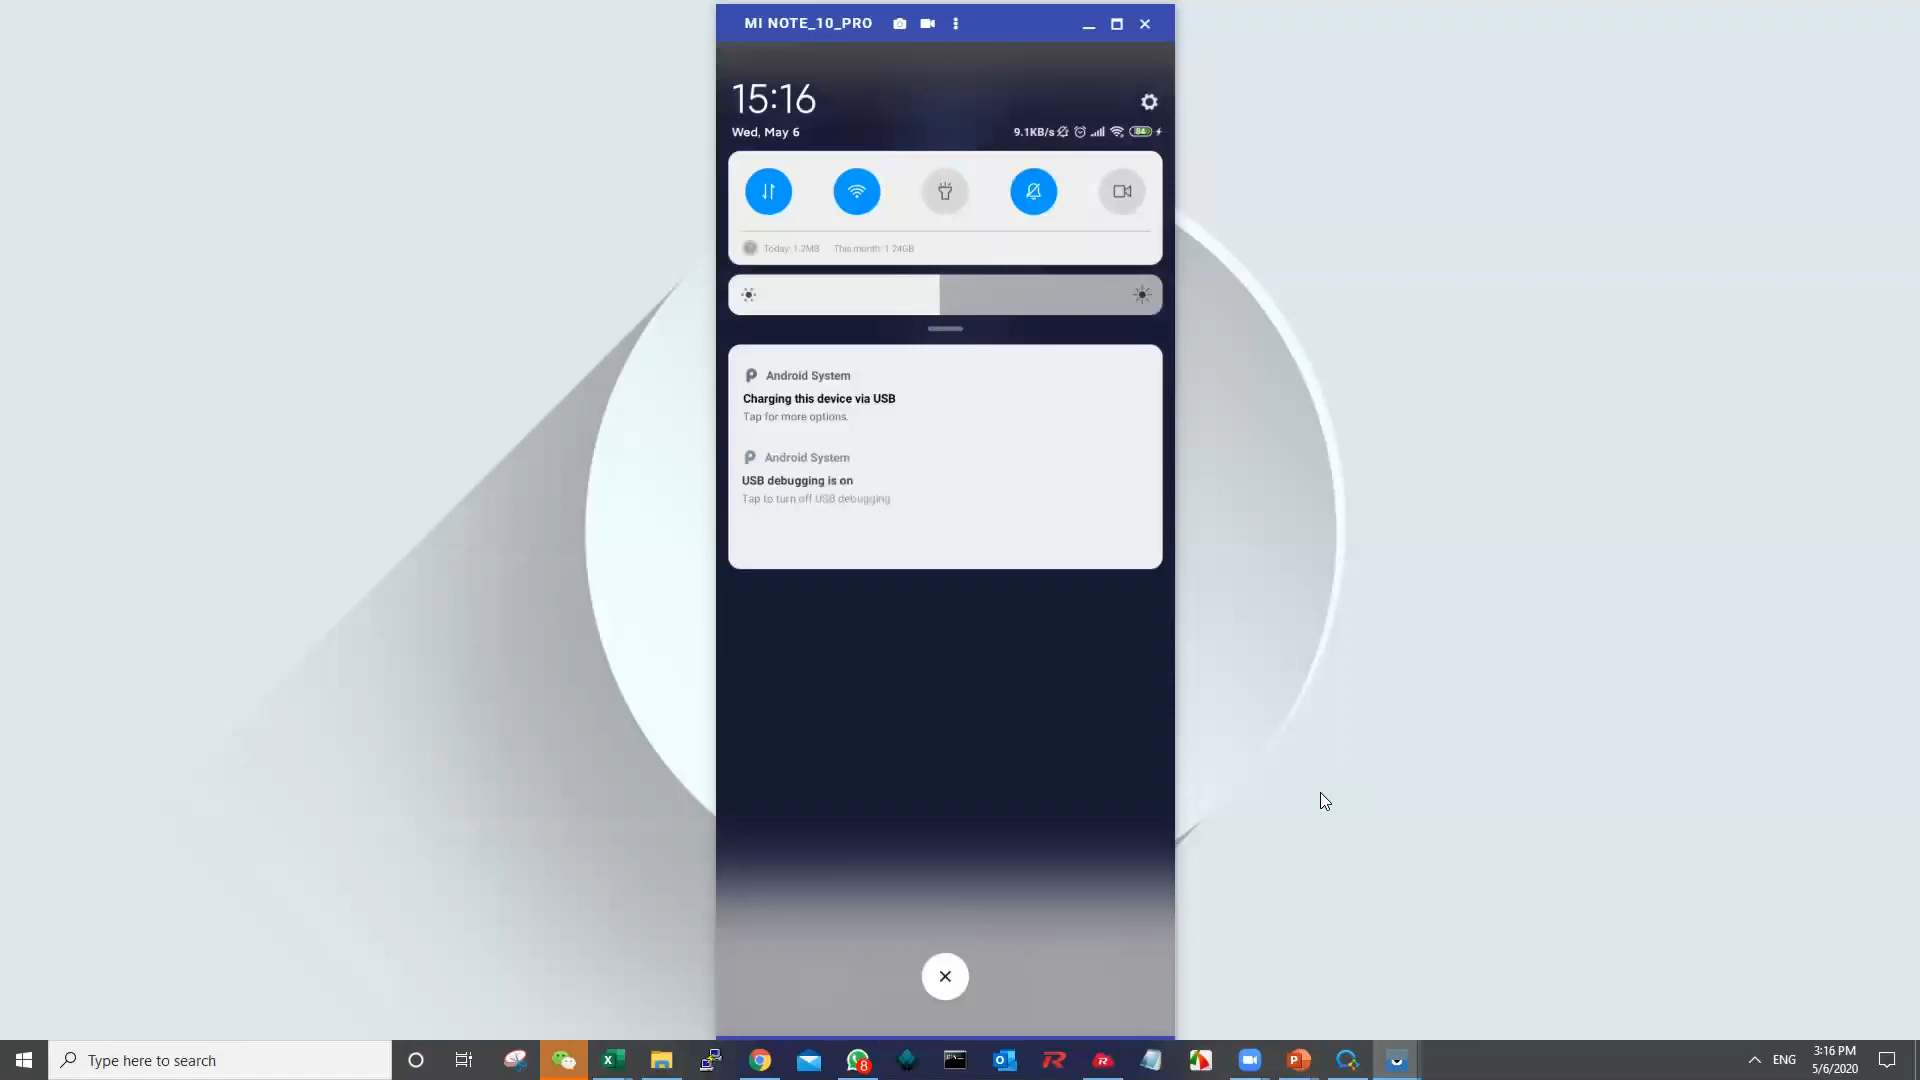 MI NOTE_10_PRO
15:16
Wed, May 6
9.1KB/s
84
Today: 1.2MB This month: 1.24GB
Android System
Charging this device via USB
Tap for more options.
Android System
USB debugging is on
Tap to turn off USB debugging
Type here to search
8
ENG
3:16 PM
5/6/2020